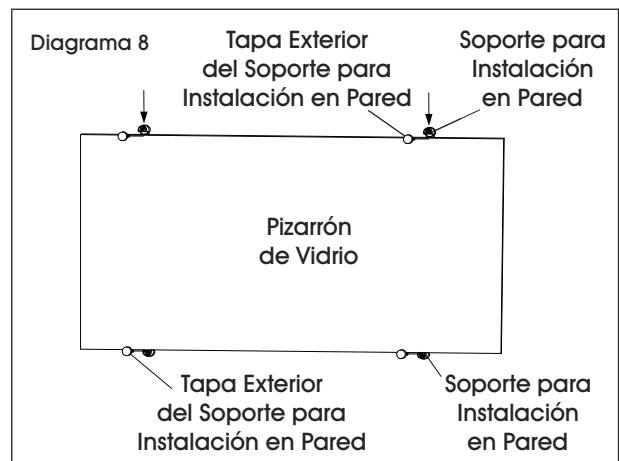 Diagrama 8
Tapa Exterior
del Soporte para
Instalación en Pared
Soporte para
Instalación
en Pared
Pizarrón
de Vidrio
Tapa Exterior
del Soporte para
Instalación en Pared
Soporte para
Instalación
en Pared